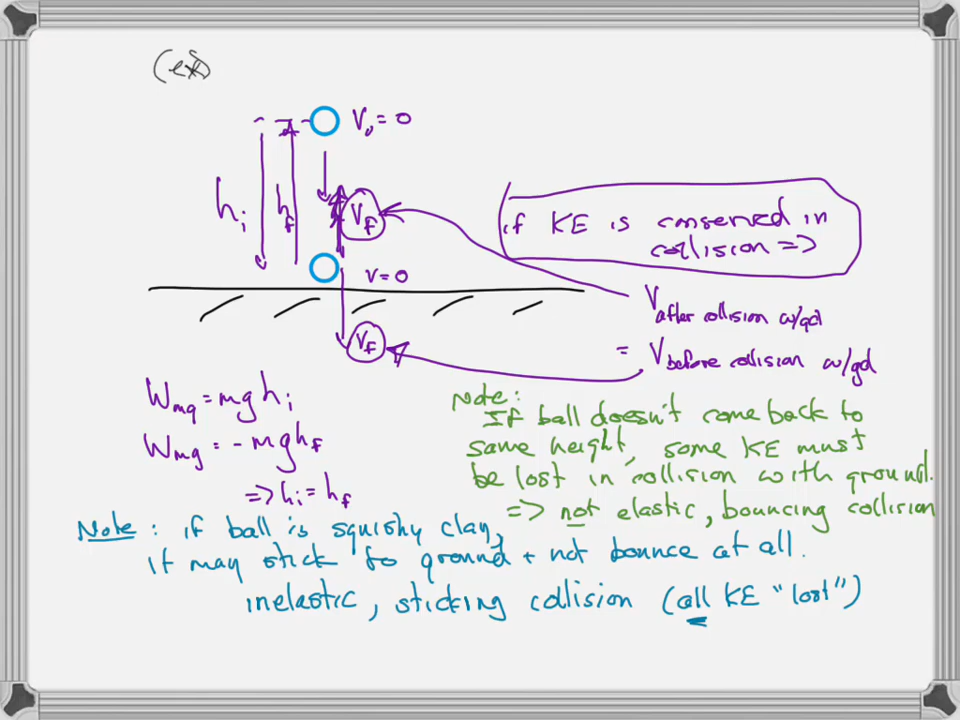 (ex)
V₀ = 0
hᵢ
h_f
V_f
if KE is conserved in
collision =>
v=0
V after collision w/gd
= V before collision w/gd
V_f
W_mg = mghᵢ
W_mg = -mgh_f
=> hᵢ = h_f
Note:
If ball doesn't come back to
same height, some KE must
be lost in collision with ground.
=> not elastic, bouncing collision
Note: if ball is squishy clay,
it may stick to ground + not bounce at all.
inelastic, sticking collision (all KE "lost")